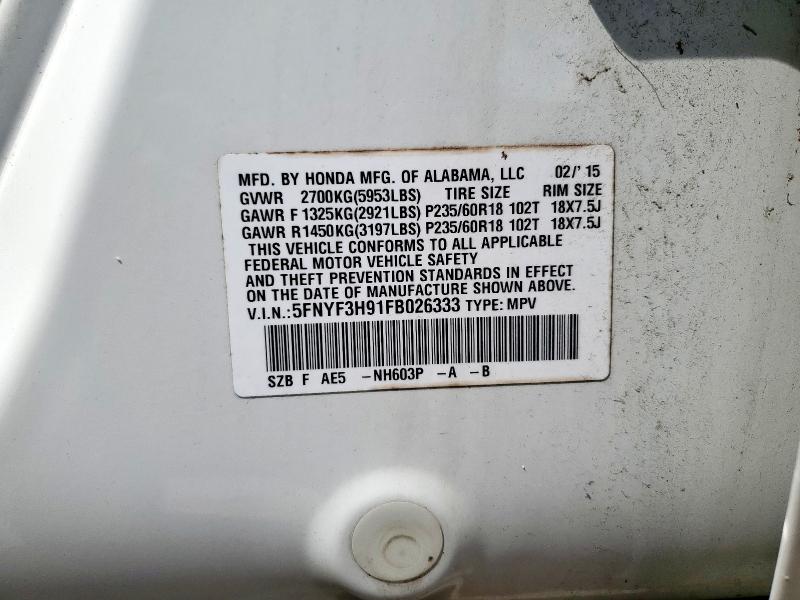 MFD. BY HONDA MFG. OF ALABAMA, LLC 02/'15
GVWR 2700KG(5953LBS) TIRE SIZE RIM SIZE
GAWR F 1325KG(2921LBS) P235/60R18 102T 18X7.5J
GAWR R1450KG(3197LBS) P235/60R18 102T 18X7.5J
THIS VEHICLE CONFORMS TO ALL APPLICABLE
FEDERAL MOTOR VEHICLE SAFETY
AND THEFT PREVENTION STANDARDS IN EFFECT
ON THE DATE OF MANUFACTURE SHOWN ABOVE.
V.I.N.:5FNYF3H91FB026333 TYPE: MPV
SZB F AE5 -NH603P -A -B